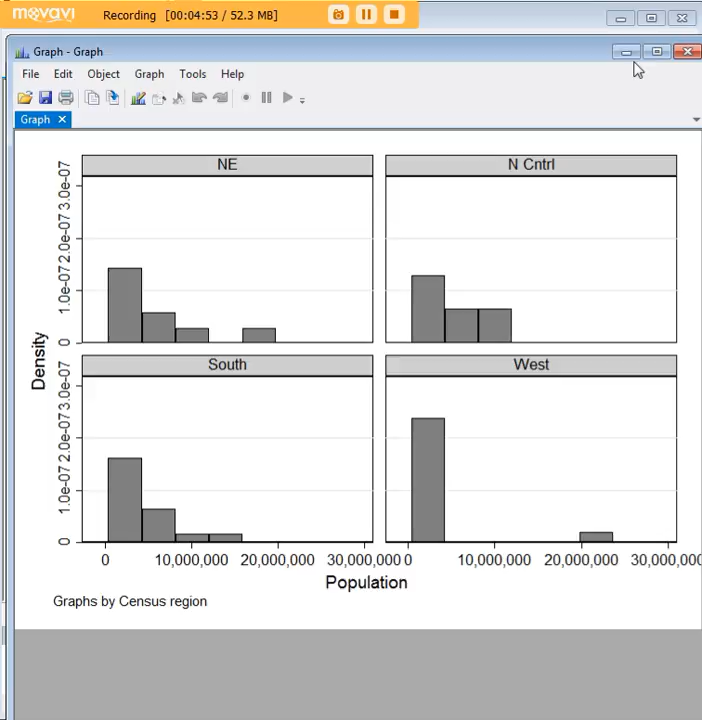 movavi Recording [00:04:53 / 52.3 MB]
Graph - Graph
File Edit Object Graph Tools Help
Graph
NE N Cntrl
0 1.0e-07 2.0e-07 3.0e-07
South West
0 1.0e-07 2.0e-07 3.0e-07
Density
0 10,000,000 20,000,000 30,000,000 0 10,000,000 20,000,000 30,000,000
Population
Graphs by Census region